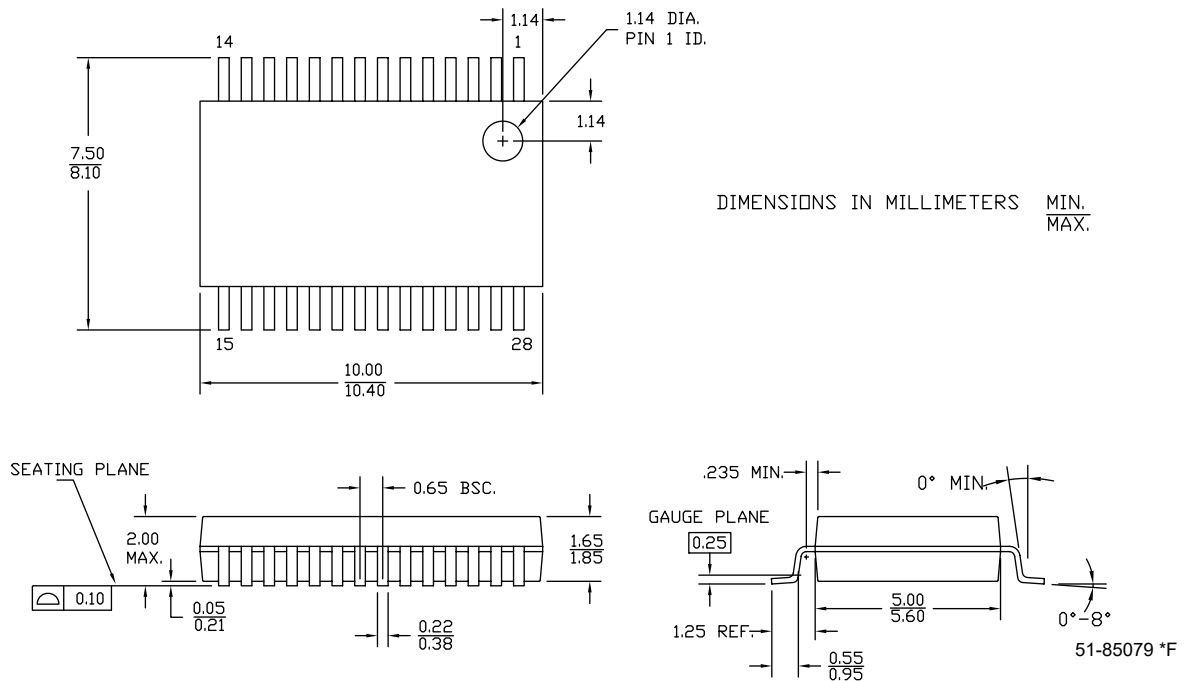 1.14
1.14 DIA.
PIN 1 ID.
14
1
1.14
7.50
8.10
DIMENSIONS IN MILLIMETERS
MIN.
MAX.
15
28
10.00
10.40
SEATING PLANE
0.65 BSC.
2.00
MAX.
1.65
1.85
0.10
0.05
0.21
0.22
0.38
.235 MIN.
0° MIN.
GAUGE PLANE
0.25
5.00
5.60
1.25 REF.
0°-8°
0.55
0.95
51-85079 *F